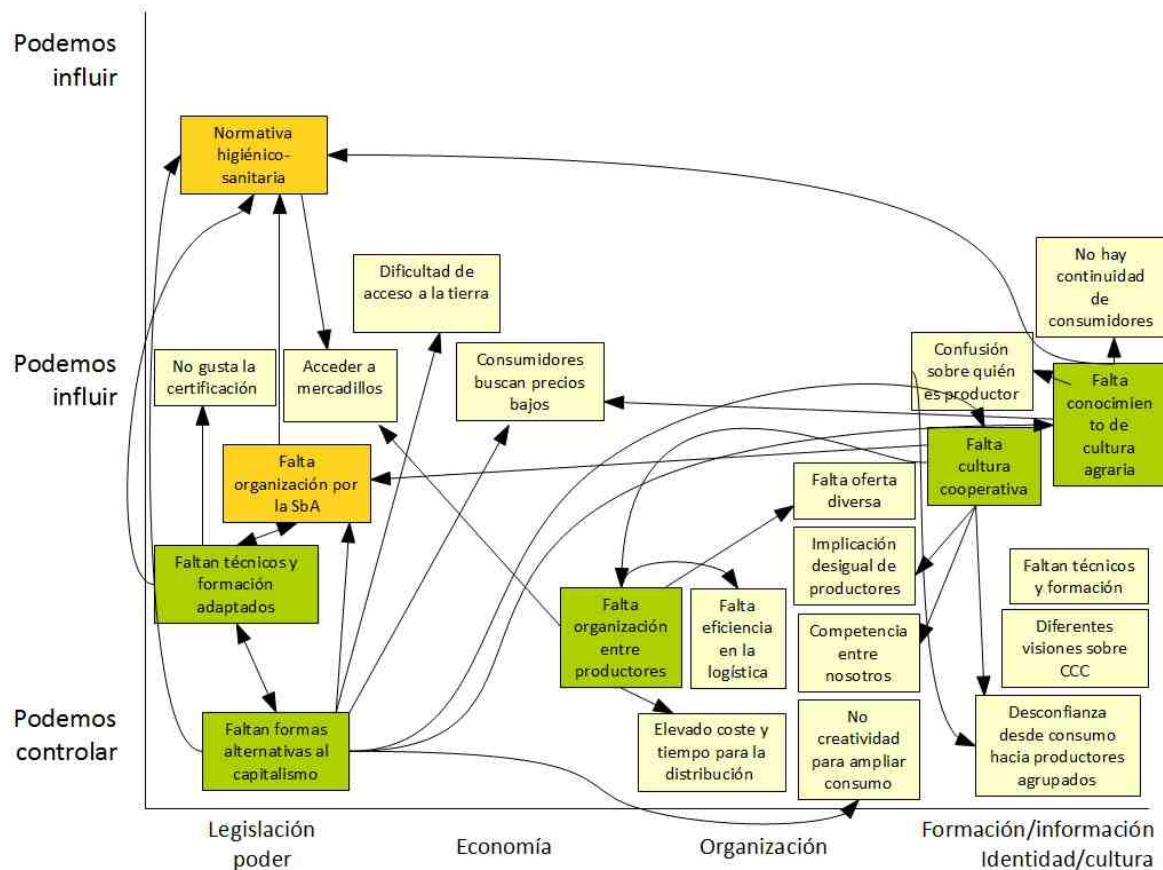 Podemos
influir
Normativa
higiénico-
sanitaria
Dificultad de
acceso a la tierra
No hay
continuidad
de
consumidores
Podemos
influir
No gusta la
certificación
Acceder a
mercadillos
Consumidores
buscan precios
bajos
Confusión
sobre quién
es productor
Falta
conocimien
to de
cultura
agraria
Falta
organización por
la SbA
Falta
cultura
cooperativa
Falta oferta
diversa
Faltan técnicos y
formación
adaptados
Implicación
desigual de
productores
Faltan técnicos
y formación
Falta
organización
entre
productores
Falta
eficiencia
en la
logística
Competencia
entre
nosotros
Diferentes
visiones sobre
CCC
Podemos
controlar
Faltan formas
alternativas al
capitalismo
Elevado coste y
tiempo para la
distribución
No
creatividad
para ampliar
consumo
Desconfianza
desde consumo
hacia productores
agrupados
Legislación
poder
Economía
Organización
Formación/información
Identidad/cultura